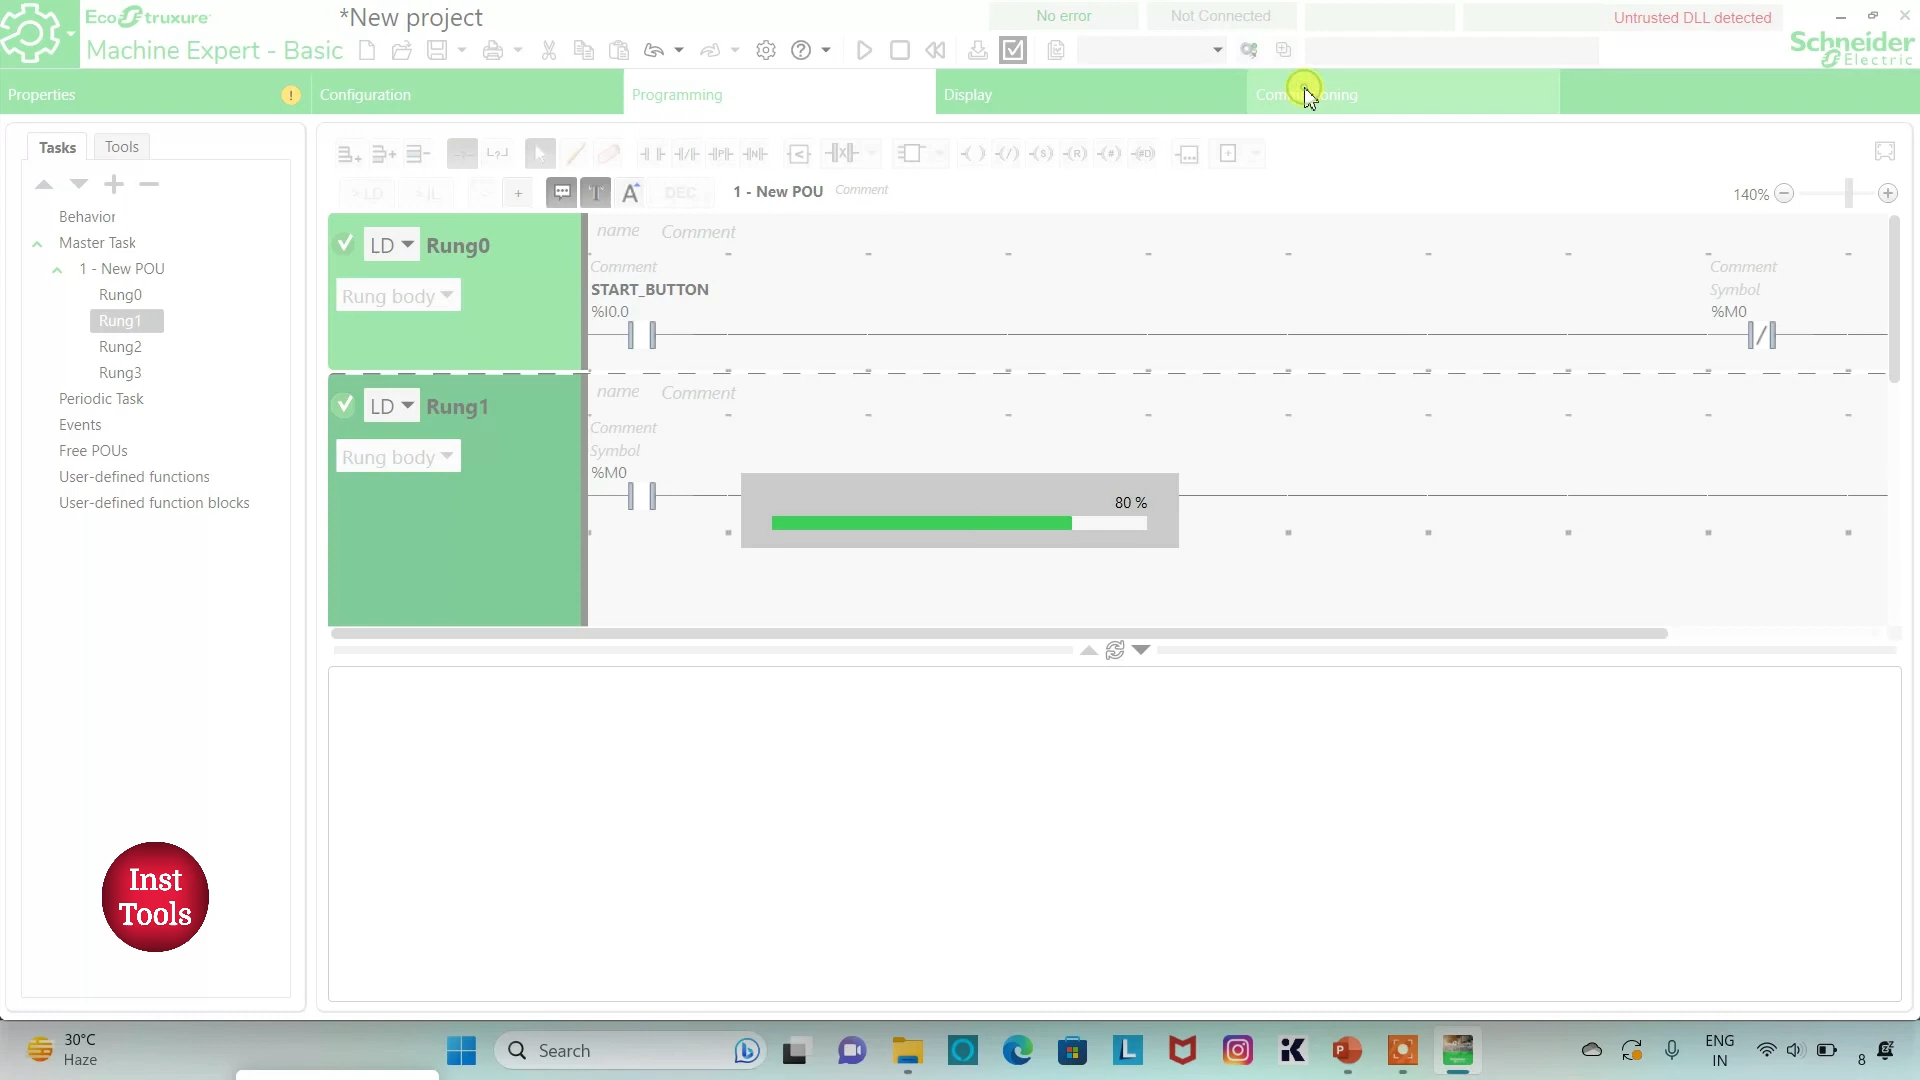 EcoStruxure
Machine Expert - Basic
*New project
No error
Not Connected
Untrusted DLL detected
Schneider
Electric
Properties
!
Configuration
Programming
Display
Tasks
Tools
LD
IL
DEC
1 - New POU
Comment
140%
Behavior
Master Task
1 - New POU
Rung0
Rung1
Rung2
Rung3
Periodic Task
Events
Free POUs
User-defined functions
User-defined function blocks
LD
Rung0
Rung body
name Comment
Comment
START_BUTTON
%I0.0
Comment
Symbol
%M0
LD
Rung1
Rung body
name Comment
Comment
Symbol
%M0
80 %
Inst
Tools
30°C
Haze
Search
ENG
IN
8